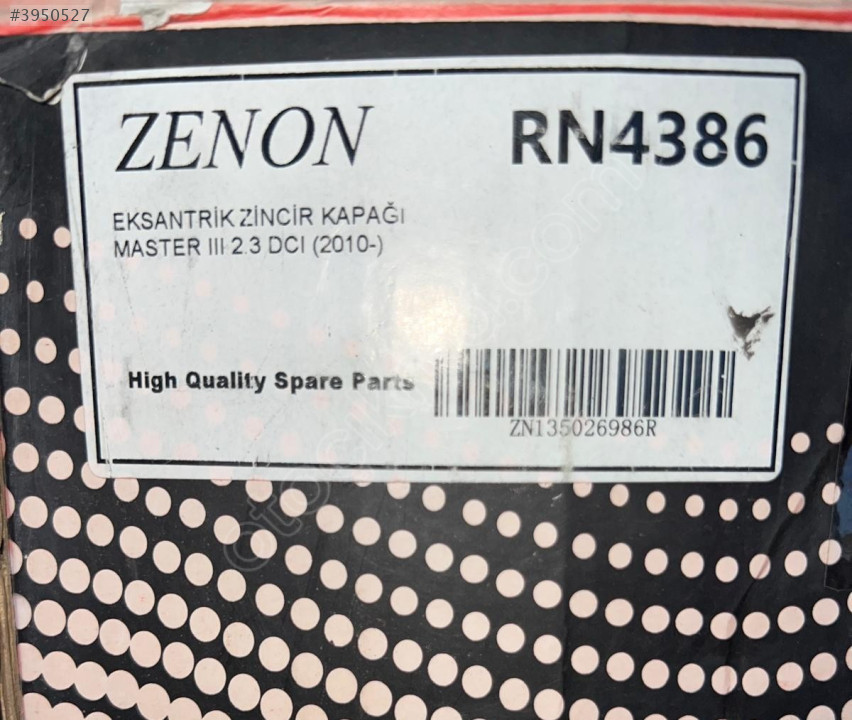 #3950527
ZENON
RN4386
EKSANTRİK ZİNCİR KAPAĞI
MASTER III 2.3 DCI (2010-)
High Quality Spare Parts
ZN135026986R